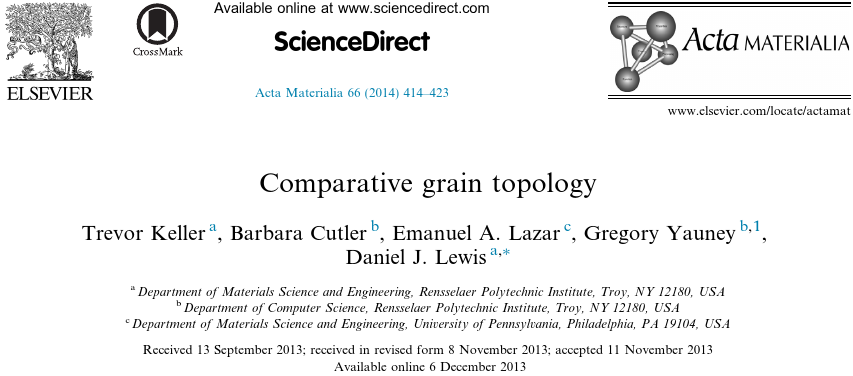 Available online at www.sciencedirect.com
CrossMark
ScienceDirect
Acta MATERIALIA
ELSEVIER
Acta Materialia 66 (2014) 414–423
www.elsevier.com/locate/actamat
Comparative grain topology
Trevor Keller a, Barbara Cutler b, Emanuel A. Lazar c, Gregory Yauney b,1,
Daniel J. Lewis a,*
a Department of Materials Science and Engineering, Rensselaer Polytechnic Institute, Troy, NY 12180, USA
b Department of Computer Science, Rensselaer Polytechnic Institute, Troy, NY 12180, USA
c Department of Materials Science and Engineering, University of Pennsylvania, Philadelphia, PA 19104, USA
Received 13 September 2013; received in revised form 8 November 2013; accepted 11 November 2013
Available online 6 December 2013